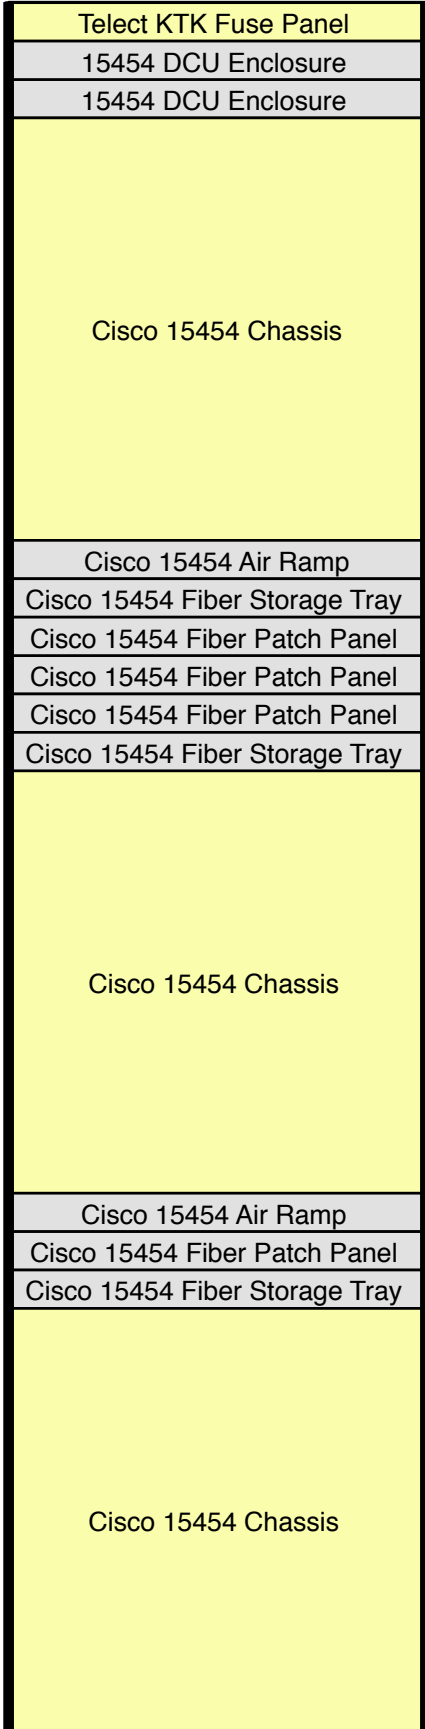 Telect KTK Fuse Panel
15454 DCU Enclosure
15454 DCU Enclosure
Cisco 15454 Chassis
Cisco 15454 Air Ramp
Cisco 15454 Fiber Storage Tray
Cisco 15454 Fiber Patch Panel
Cisco 15454 Fiber Patch Panel
Cisco 15454 Fiber Patch Panel
Cisco 15454 Fiber Storage Tray
Cisco 15454 Chassis
Cisco 15454 Air Ramp
Cisco 15454 Fiber Patch Panel
Cisco 15454 Fiber Storage Tray
Cisco 15454 Chassis